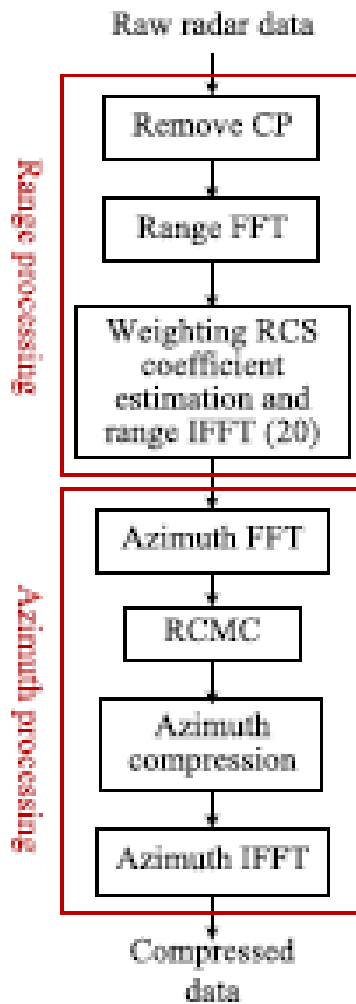 Raw radar data
Range processing
Remove CP
Range FFT
Weighting RCS
coefficient
estimation and
range IFFT (20)
Azimuth processing
Azimuth FFT
RCMC
Azimuth
compression
Azimuth IFFT
Compressed
data